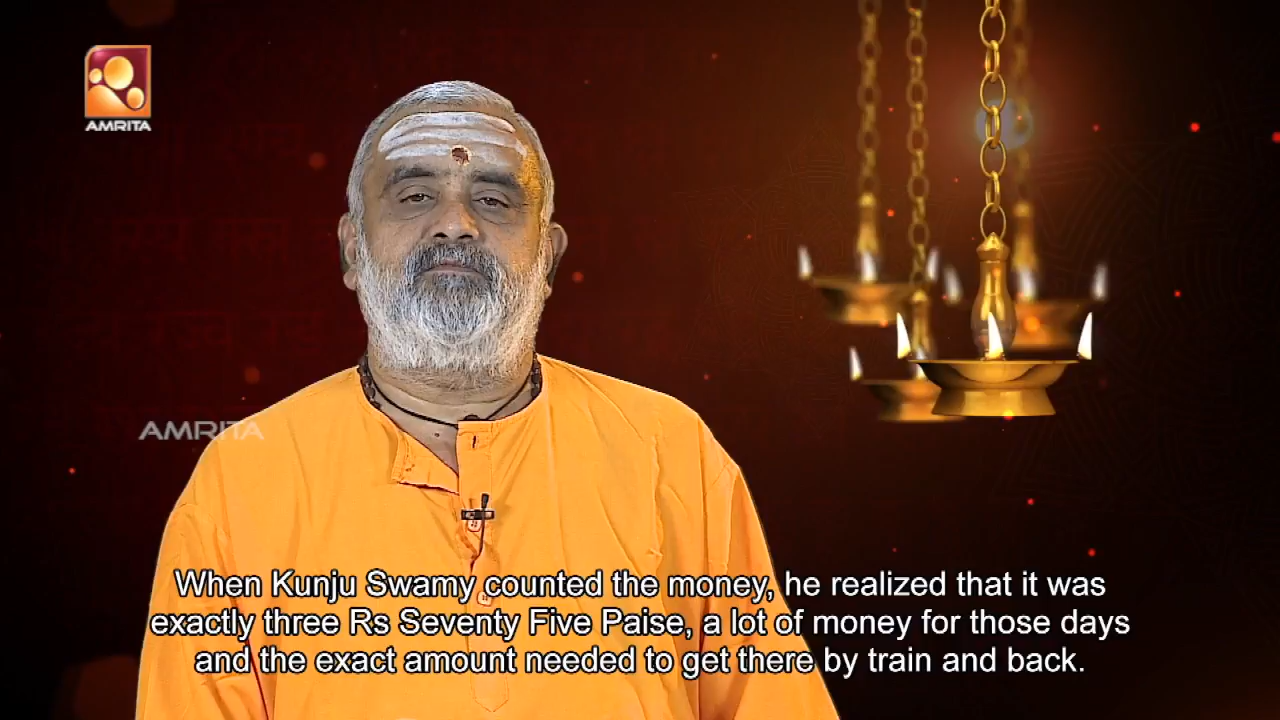 AMRITA
AMRITA
When Kunju Swamy counted the money, he realized that it was
exactly three Rs Seventy Five Paise, a lot of money for those days
and the exact amount needed to get there by train and back.